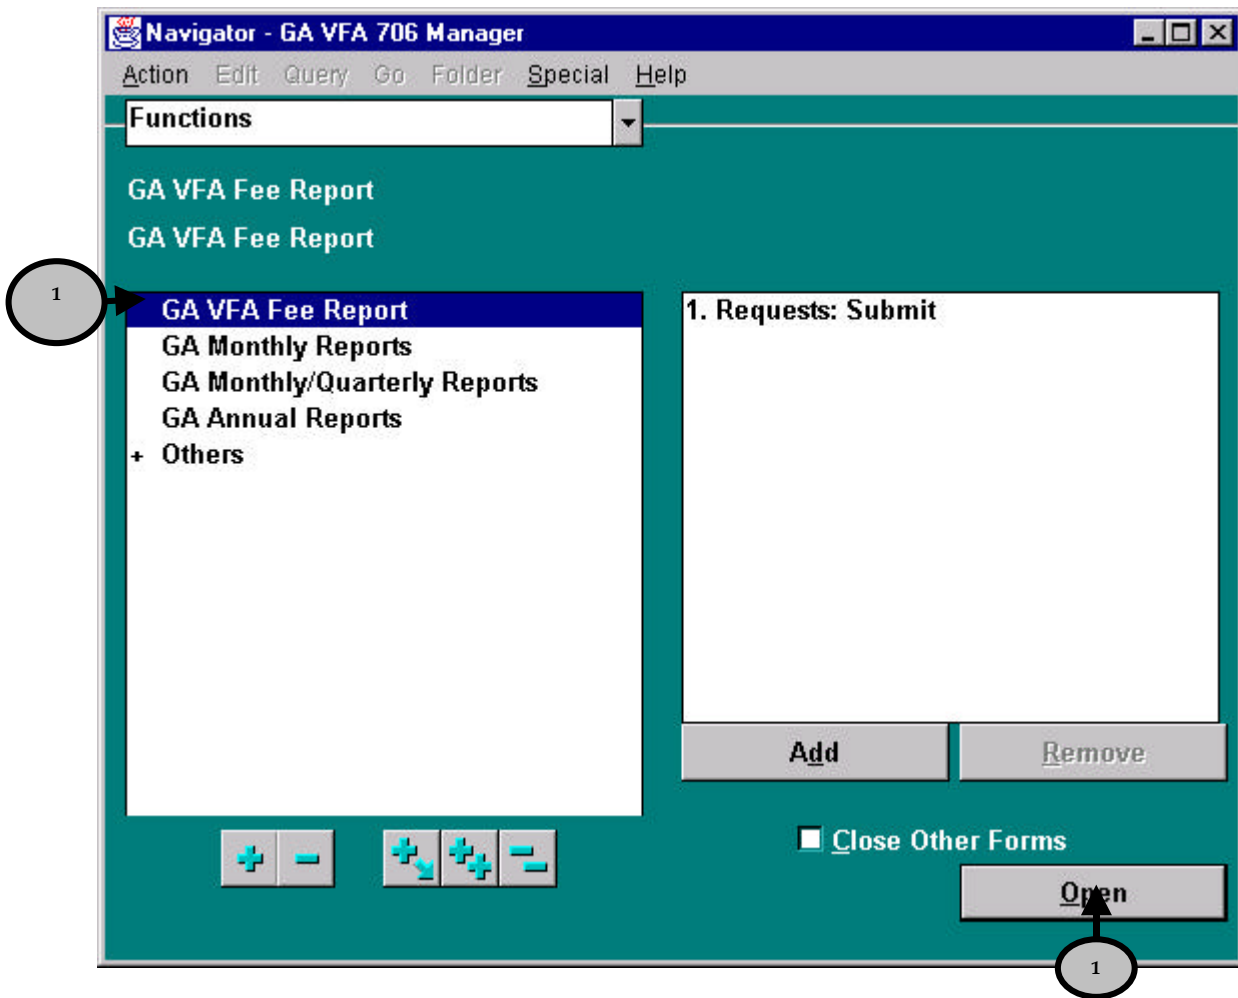 Navigator - GA VFA 706 Manager
Action Edit Query Go Folder Special Help
Functions
GA VFA Fee Report
GA VFA Fee Report
1
GA VFA Fee Report
GA Monthly Reports
GA Monthly/Quarterly Reports
GA Annual Reports
+ Others
1. Requests: Submit
Add Remove
Close Other Forms
Open
1